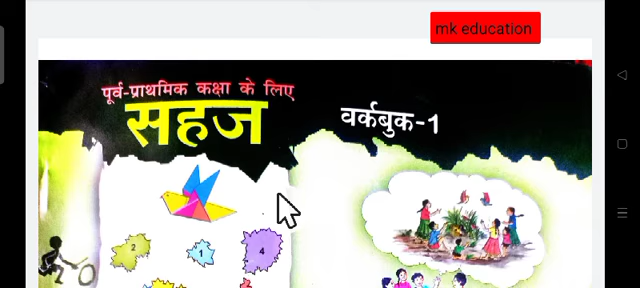 mk education
पूर्व-प्राथमिक कक्षा के लिए
सहज
वर्कबुक-1
2
1
4